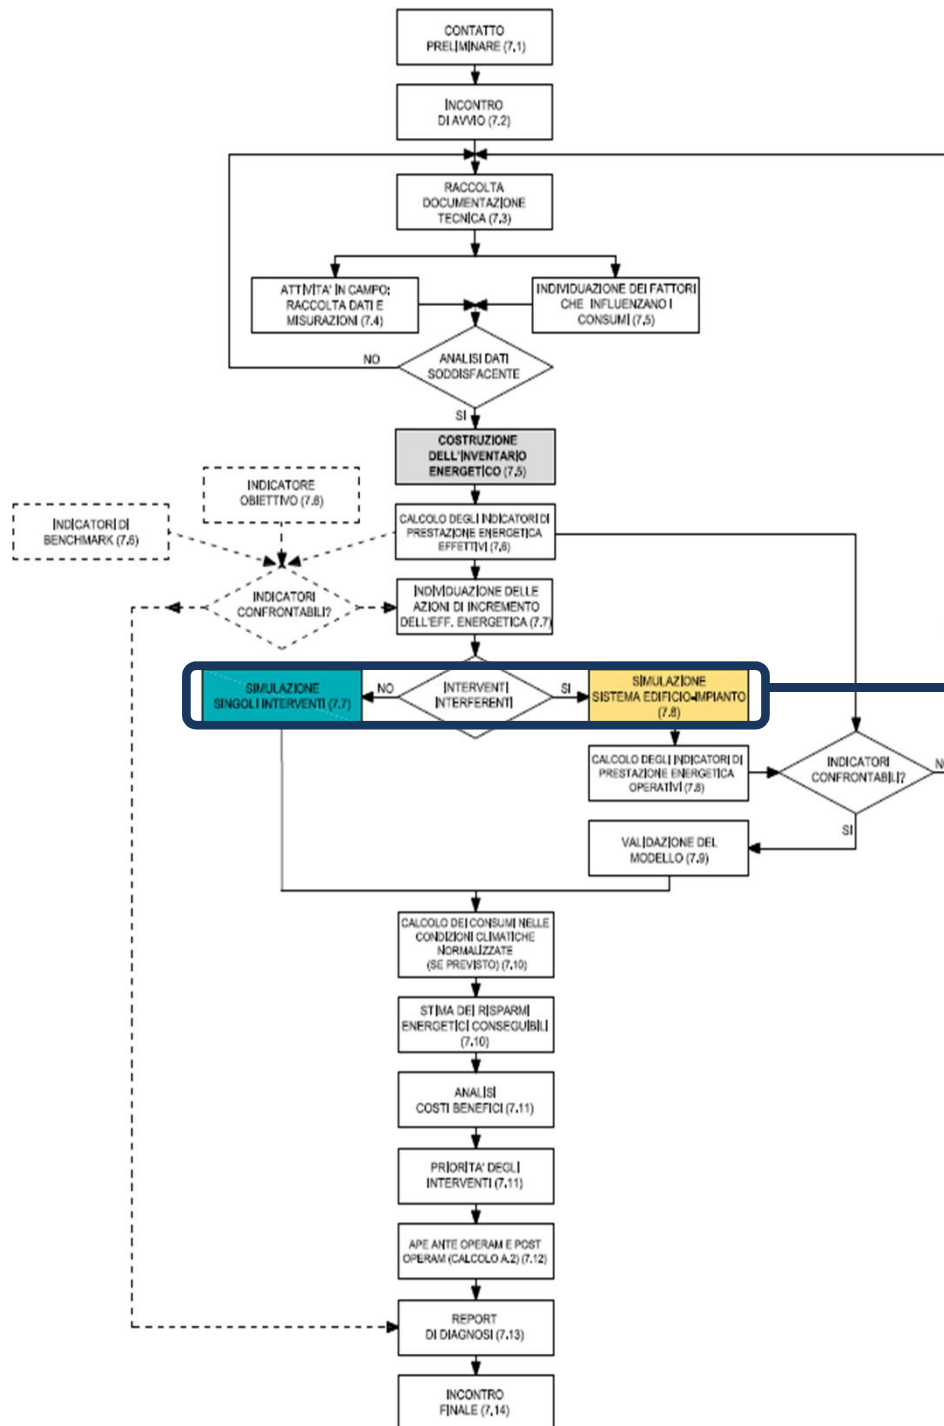 CONTATTO
PRELIMINARE (7.1)
INCONTRO
DI AVVIO (7.2)
RACCOLTA
DOCUMENTAZIONE
TECNICA (7.3)
ATTIVITA' IN CAMPO:
RACCOLTA DATI E
MISURAZIONI (7.4)
INDIVIDUAZIONE DEI FATTORI
CHE INFLUENZANO I
CONSUMI (7.5)
NO
ANALISI DATI
SODDISFACENTE
SI
COSTRUZIONE
DELL'INVENTARIO
ENERGETICO (7.5)
INDICATORE
OBIETTIVO (7.6)
INDICATORI DI
BENCHMARK (7.6)
CALCOLO DEGLI INDICATORI DI
PRESTAZIONE ENERGETICA
EFFETTIVI (7.6)
INDICATORI
CONFRONTABILI?
INDIVIDUAZIONE DELLE
AZIONI DI INCREMENTO
DELL'EFF. ENERGETICA (7.7)
SIMULAZIONE
SINGOLI INTERVENTI (7.7)
NO
INTERVENTI
INTERFERENTI
SI
SIMULAZIONE
SISTEMA EDIFICIO-IMPIANTO
(7.8)
CALCOLO DEGLI INDICATORI DI
PRESTAZIONE ENERGETICA
OPERATIVI (7.8)
INDICATORI
CONFRONTABILI?
NO
SI
VALIDAZIONE DEL
MODELLO (7.9)
CALCOLO DEI CONSUMI NELLE
CONDIZIONI CLIMATICHE
NORMALIZZATE
(SE PREVISTO) (7.10)
STIMA DEI RISPARMI
ENERGETICI CONSEGUIBILI
(7.10)
ANALISI
COSTI BENEFICI (7.11)
PRIORITA' DEGLI
INTERVENTI (7.11)
APE ANTE OPERAM E POST
OPERAM (CALCOLO A.2) (7.12)
REPORT
DI DIAGNOSI (7.13)
INCONTRO
FINALE (7.14)